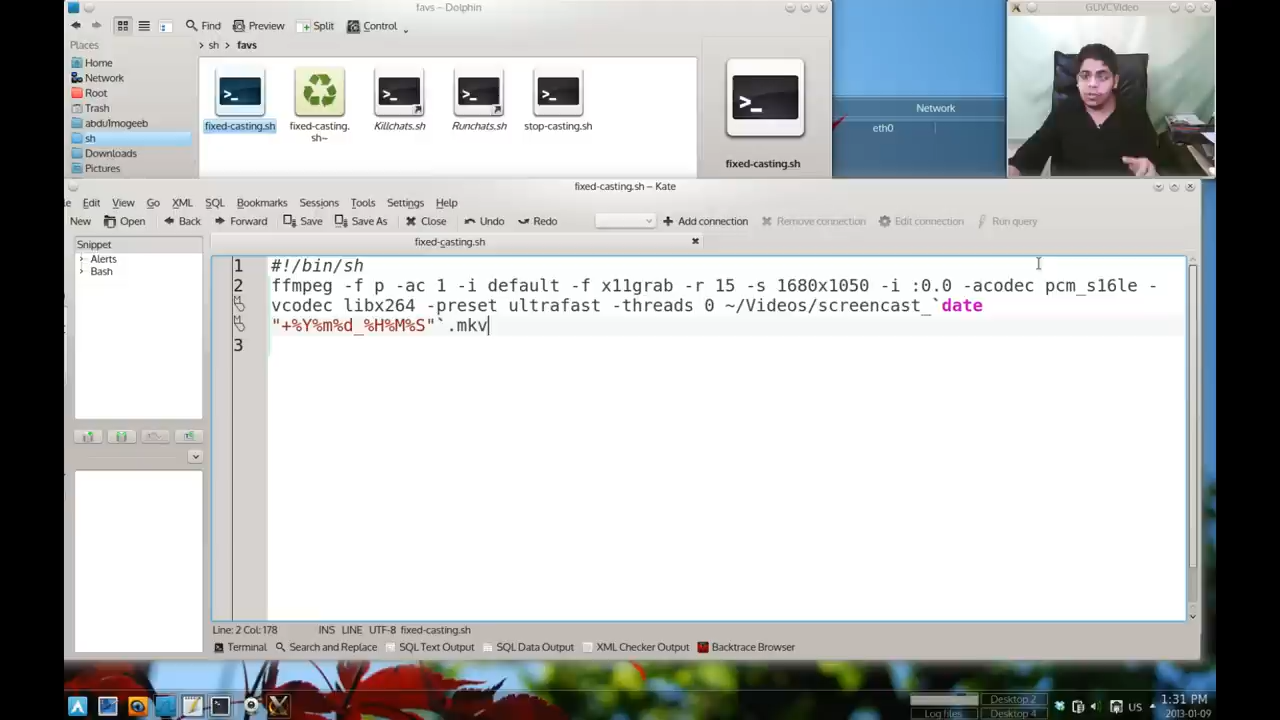 favs – Dolphin
Find
Preview
Split
Control
Places
sh
favs
Home
Network
Root
Trash
abdu1mogeeb
sh
Downloads
Pictures
fixed-casting.sh
fixed-casting.
sh~
Killchats.sh
Runchats.sh
stop-casting.sh
fixed-casting.sh
Network
eth0
GUVCVideo
fixed-casting.sh – Kate
Edit View Go XML SQL Bookmarks Sessions Tools Settings Help
New Open Back Forward Save Save As Close Undo Redo Add connection Remove connection Edit connection Run query
Snippet
Alerts
Bash
fixed-casting.sh
1 #!/bin/sh
2 ffmpeg -f p -ac 1 -i default -f x11grab -r 15 -s 1680x1050 -i :0.0 -acodec pcm_s16le -
vcodec libx264 -preset ultrafast -threads 0 ~/Videos/screencast_`date
"+%Y%m%d_%H%M%S"`.mkv
3
Line: 2 Col: 178 INS LINE UTF-8 fixed-casting.sh
Terminal Search and Replace SQL Text Output SQL Data Output XML Checker Output Backtrace Browser
Desktop 2
Log files
Desktop 4
US
1:31 PM
2013-01-09